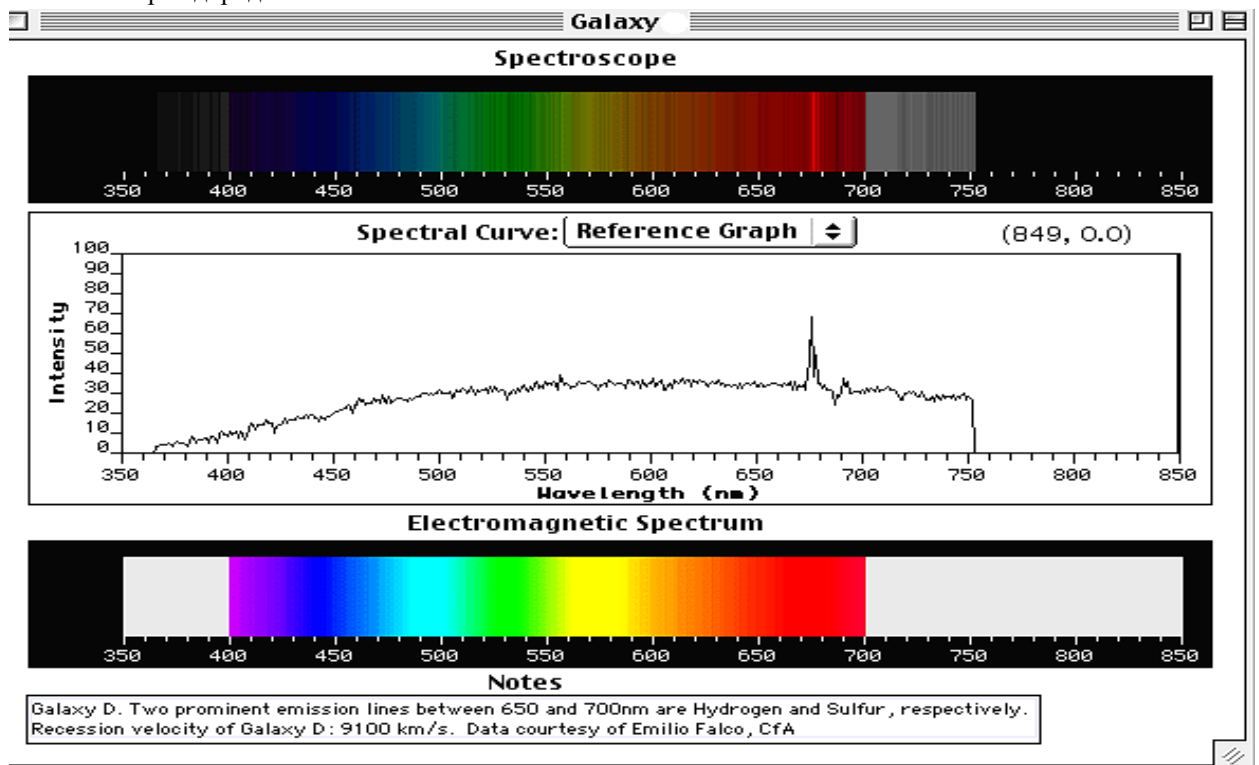 Galaxy
Spectroscope
350 400 450 500 550 600 650 700 750 800 850
Spectral Curve: Reference Graph (849, 0.0)
100
90
80
70
60
50
40
30
20
10
0
Intensity
350 400 450 500 550 600 650 700 750 800 850
Wavelength (nm)
Electromagnetic Spectrum
350 400 450 500 550 600 650 700 750 800 850
Notes
Galaxy D. Two prominent emission lines between 650 and 700nm are Hydrogen and Sulfur, respectively.
Recession velocity of Galaxy D: 9100 km/s. Data courtesy of Emilio Falco, CfA